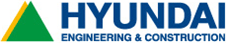 HYUNDAI
ENGINEERING & CONSTRUCTION